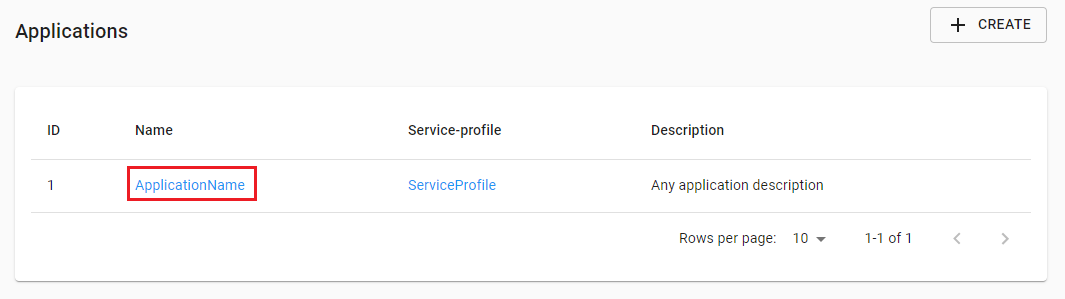 Applications
+ CREATE
ID Name Service-profile Description
1 ApplicationName ServiceProfile Any application description
Rows per page: 10 1-1 of 1